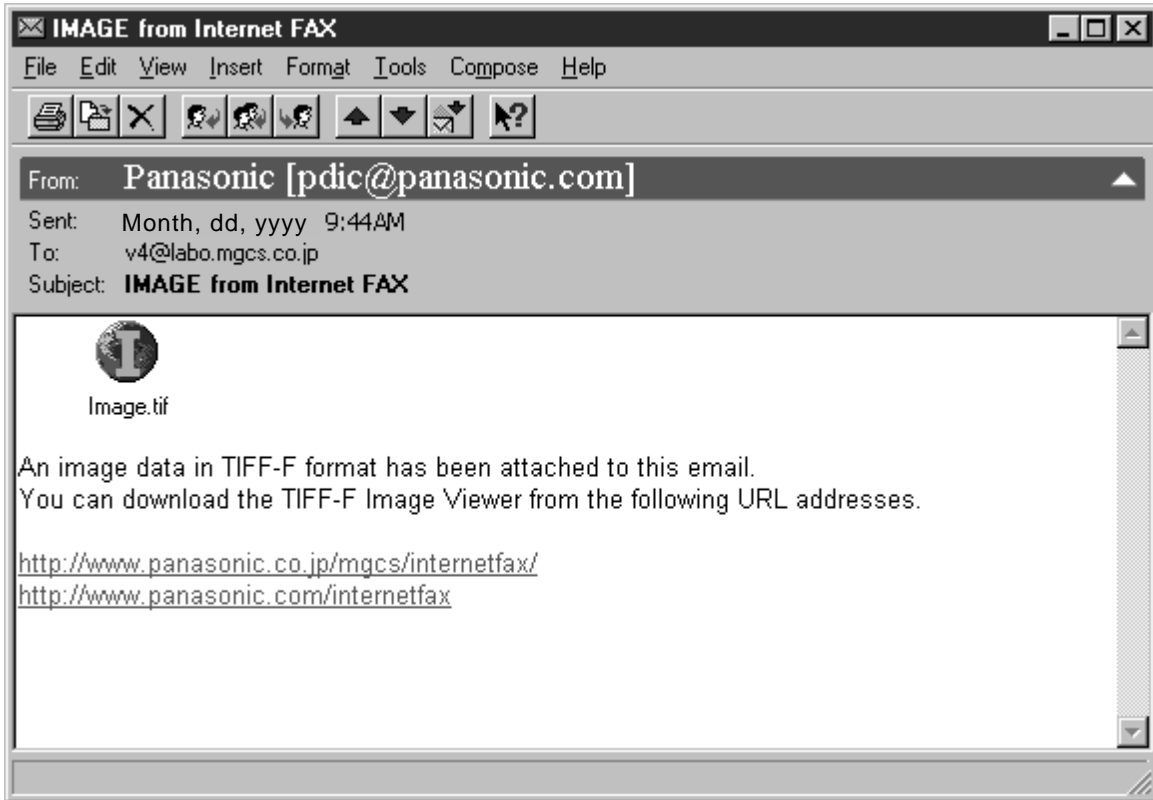 IMAGE from Internet FAX
File Edit View Insert Format Tools Compose Help
From: Panasonic [pdic@panasonic.com]
Sent: Month, dd, yyyy 9:44AM
To: v4@labo.mgcs.co.jp
Subject: IMAGE from Internet FAX
I
Image.tif
An image data in TIFF-F format has been attached to this email.
You can download the TIFF-F Image Viewer from the following URL addresses.
http://www.panasonic.co.jp/mgcs/internetfax/
http://www.panasonic.com/internetfax